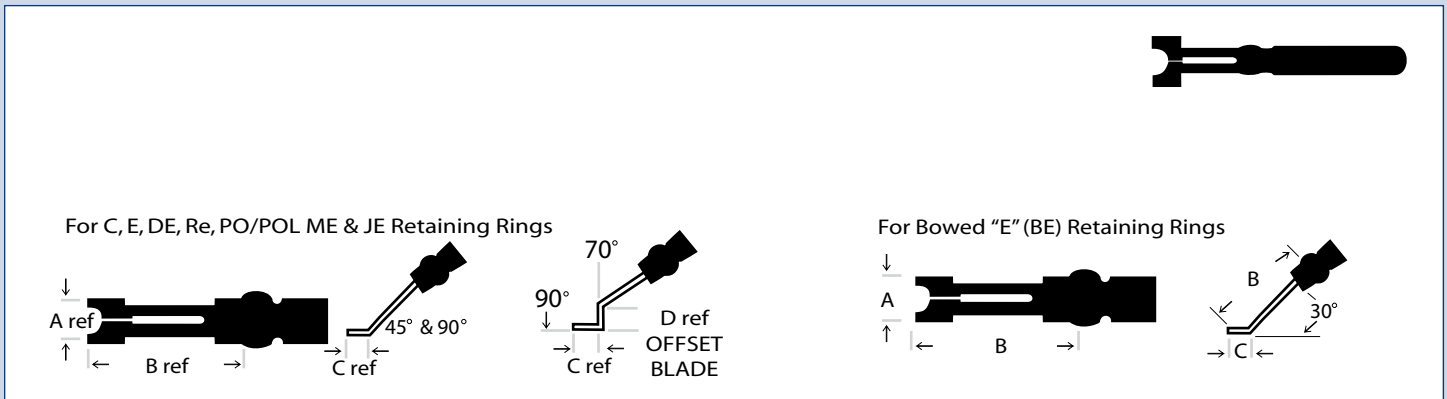 For C, E, DE, Re, PO/POL ME & JE Retaining Rings
A ref
B ref
45° & 90°
C ref
70°
90°
C ref
D ref
OFFSET
BLADE
For Bowed “E” (BE) Retaining Rings
A
B
B
30°
C